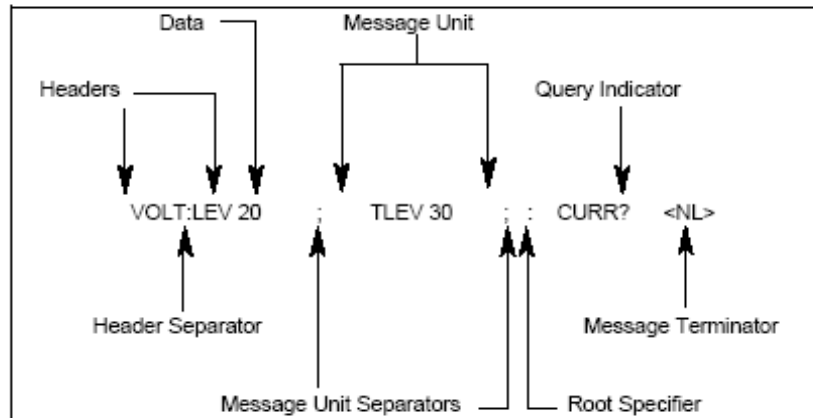 Data Message Unit
Headers Query Indicator
VOLT:LEV 20 ; TLEV 30 ; : CURR? <NL>
Header Separator Message Terminator
Message Unit Separators Root Specifier